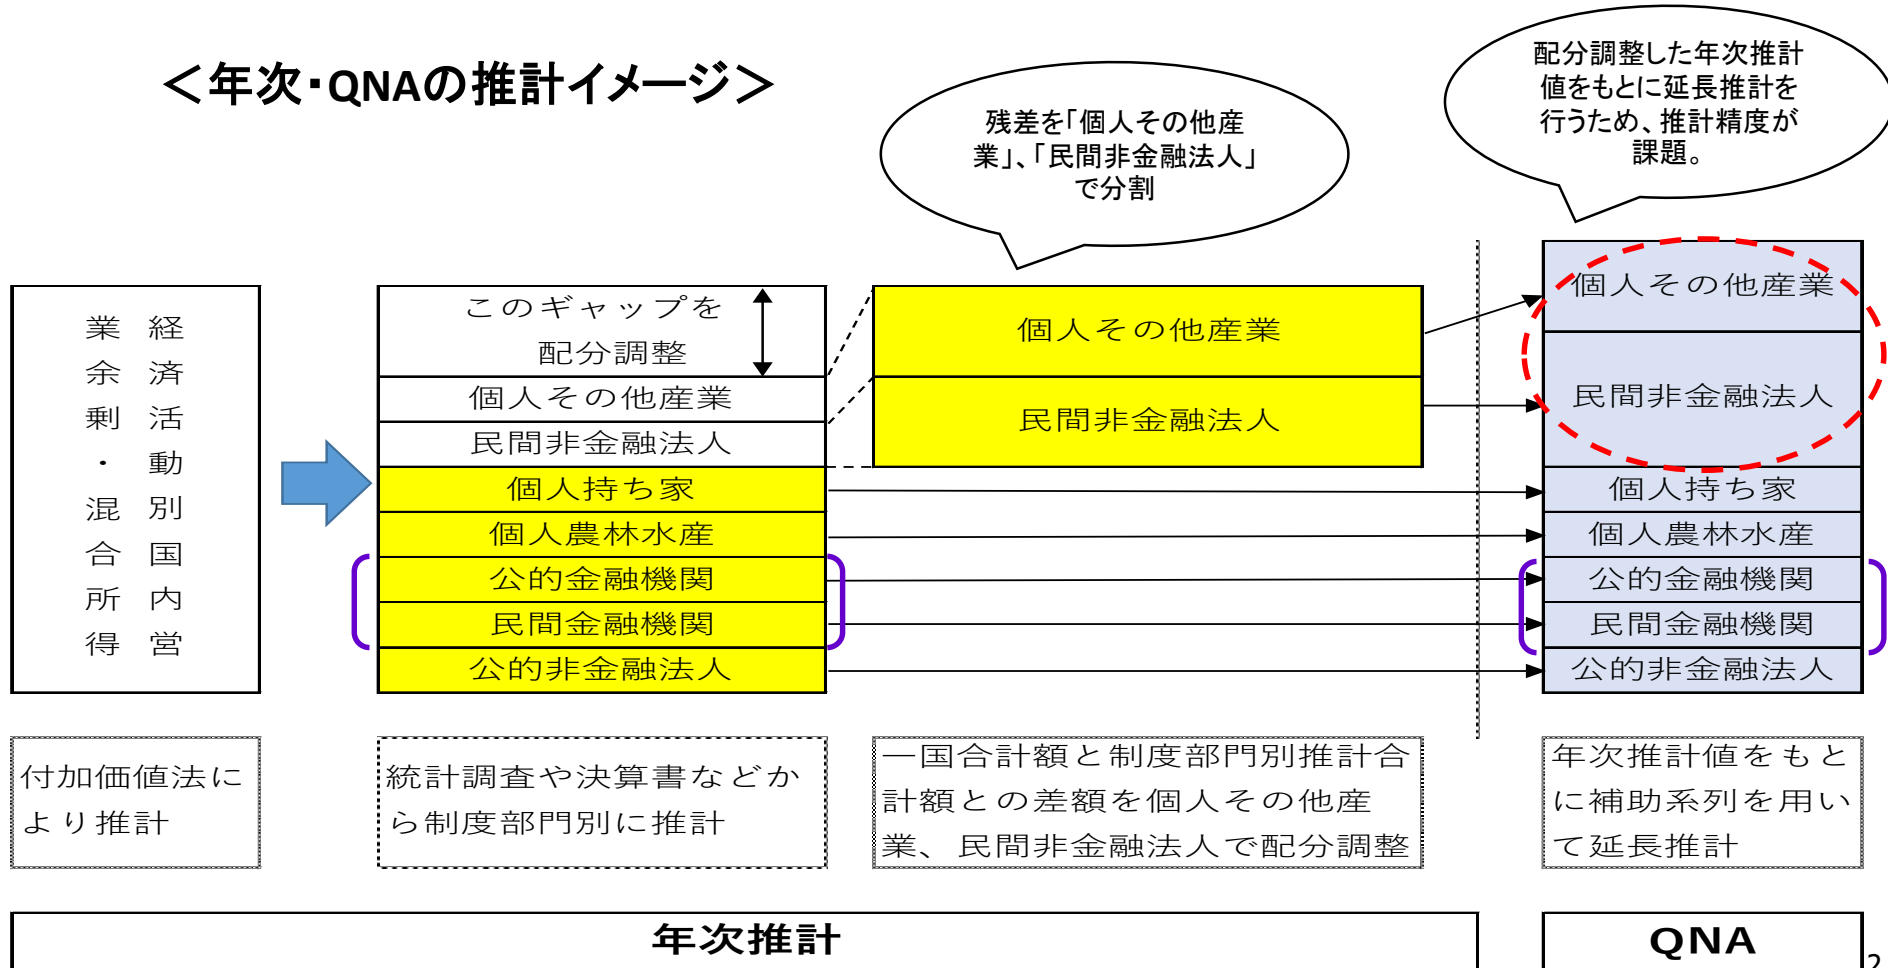 ＜年次・QNAの推計イメージ＞
残差を「個人その他産
業」、「民間非金融法人」
で分割
配分調整した年次推計
値をもとに延長推計を
行うため、推計精度が
課題。
経済活動別国内営
業余剰・混合所得
このギャップを
配分調整
個人その他産業
民間非金融法人
個人持ち家
個人農林水産
公的金融機関
民間金融機関
公的非金融法人
個人その他産業
民間非金融法人
個人その他産業
民間非金融法人
個人持ち家
個人農林水産
公的金融機関
民間金融機関
公的非金融法人
付加価値法に
より推計
統計調査や決算書などか
ら制度部門別に推計
一国合計額と制度部門別推計合
計額との差額を個人その他産
業、民間非金融法人で配分調整
年次推計値をもと
に補助系列を用い
て延長推計
年次推計
QNA
2